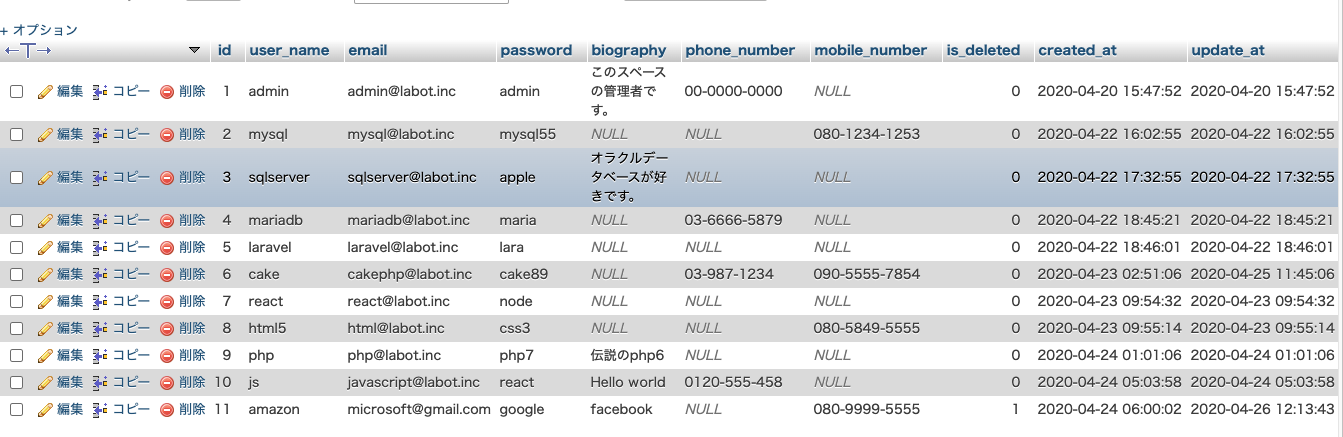 + オプション
←T→ id user_name email password biography phone_number mobile_number is_deleted created_at update_at
編集 コピー 削除 1 admin admin@labot.inc admin このスペース
の管理者で
す。 00-0000-0000 NULL 0 2020-04-20 15:47:52 2020-04-20 15:47:52
編集 コピー 削除 2 mysql mysql@labot.inc mysql55 NULL NULL 080-1234-1253 0 2020-04-22 16:02:55 2020-04-22 16:02:55
編集 コピー 削除 3 sqlserver sqlserver@labot.inc apple オラクルデー
タベースが好
きです。 NULL NULL 0 2020-04-22 17:32:55 2020-04-22 17:32:55
編集 コピー 削除 4 mariadb mariadb@labot.inc maria NULL 03-6666-5879 NULL 0 2020-04-22 18:45:21 2020-04-22 18:45:21
編集 コピー 削除 5 laravel laravel@labot.inc lara NULL NULL NULL 0 2020-04-22 18:46:01 2020-04-22 18:46:01
編集 コピー 削除 6 cake cakephp@labot.inc cake89 NULL 03-987-1234 090-5555-7854 0 2020-04-23 02:51:06 2020-04-25 11:45:06
編集 コピー 削除 7 react react@labot.inc node NULL NULL NULL 0 2020-04-23 09:54:32 2020-04-23 09:54:32
編集 コピー 削除 8 html5 html@labot.inc css3 NULL NULL 080-5849-5555 0 2020-04-23 09:55:14 2020-04-23 09:55:14
編集 コピー 削除 9 php php@labot.inc php7 伝説のphp6 NULL NULL 0 2020-04-24 01:01:06 2020-04-24 01:01:06
編集 コピー 削除 10 js javascript@labot.inc react Hello world 0120-555-458 NULL 0 2020-04-24 05:03:58 2020-04-24 05:03:58
編集 コピー 削除 11 amazon microsoft@gmail.com google facebook NULL 080-9999-5555 1 2020-04-24 06:00:02 2020-04-26 12:13:43